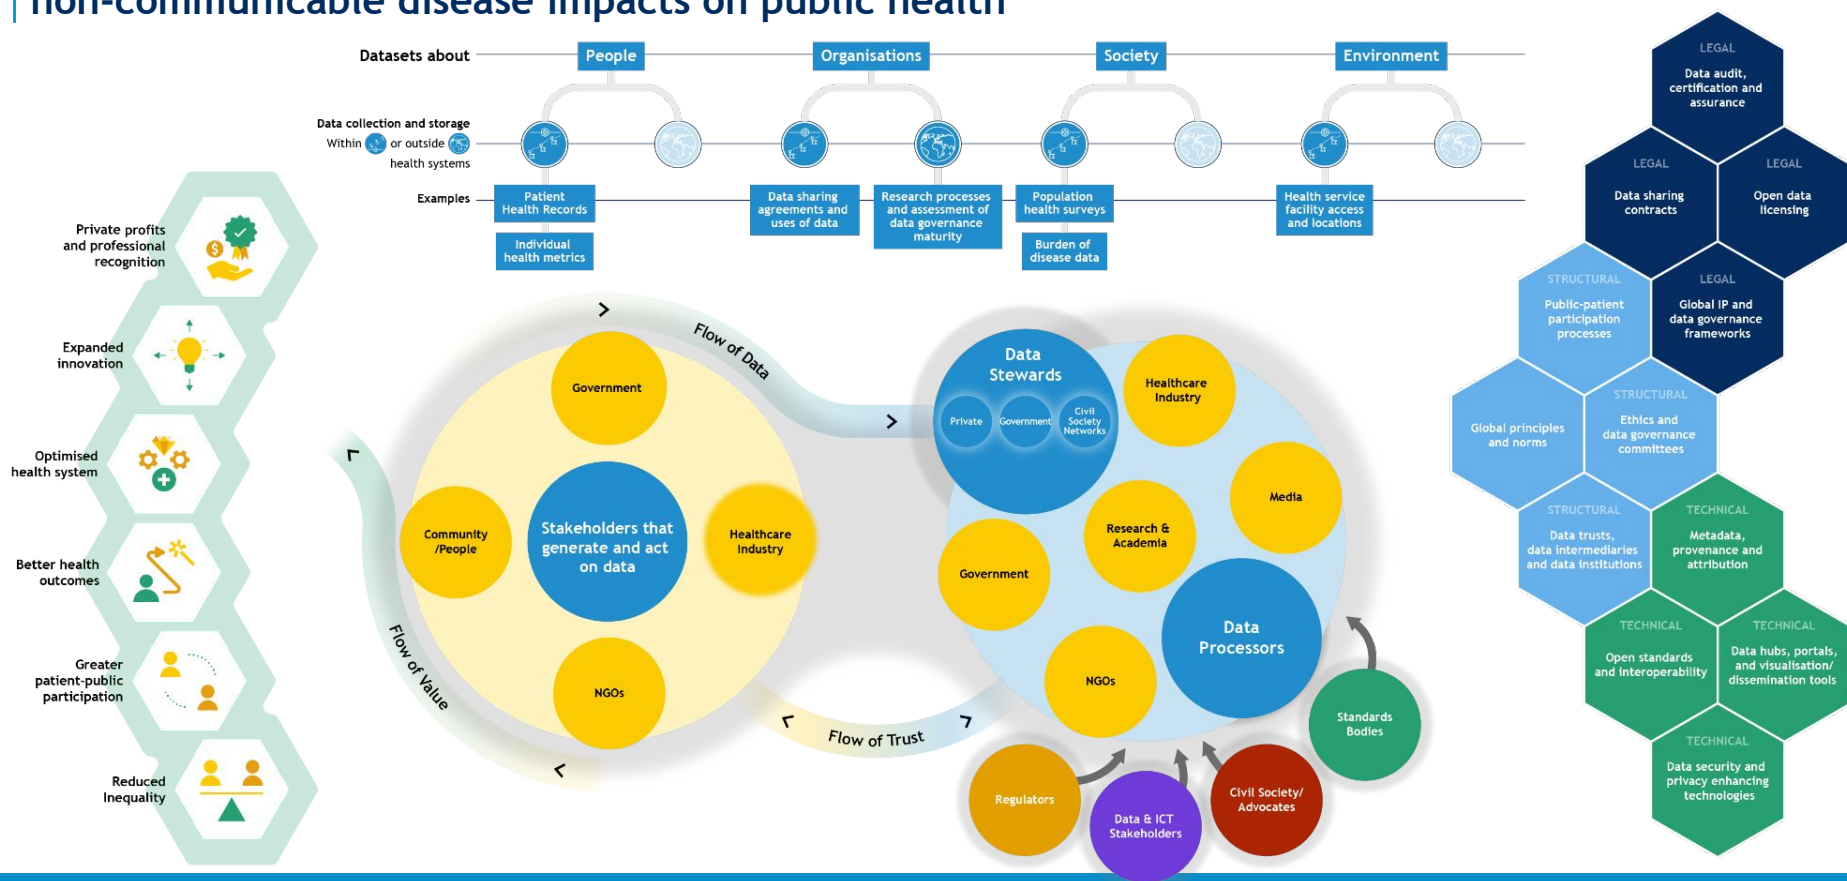 non-communicable disease impacts on public health
Datasets about
People
Organisations
Society
Environment
Data collection and storage
Within or outside
health systems
Examples
Patient
Health Records
Individual
health metrics
Data sharing
agreements and
uses of data
Research processes
and assessment of
data governance
maturity
Population
health surveys
Burden of
disease data
Health service
facility access
and locations
Private profits
and professional
recognition
Expanded
innovation
Optimised
health system
Better health
outcomes
Greater
patient-public
participation
Reduced
Inequality
Flow of Data
Flow of Value
Flow of Trust
Government
Community
/People
Stakeholders that
generate and act
on data
Healthcare
Industry
NGOs
Data
Stewards
Private
Government
Civil
Society
Networks
Healthcare
Industry
Media
Research &
Academia
Government
Data
Processors
NGOs
Standards
Bodies
Regulators
Data & ICT
Stakeholders
Civil Society/
Advocates
LEGAL
Data audit,
certification and
assurance
LEGAL
Data sharing
contracts
LEGAL
Open data
licensing
STRUCTURAL
Public-patient
participation
processes
LEGAL
Global IP and
data governance
frameworks
Global principles
and norms
STRUCTURAL
Ethics and
data governance
committees
STRUCTURAL
Data trusts,
data intermediaries
and data institutions
TECHNICAL
Metadata,
provenance and
attribution
TECHNICAL
Open standards
and interoperability
TECHNICAL
Data hubs, portals,
and visualisation/
dissemination tools
TECHNICAL
Data security and
privacy enhancing
technologies